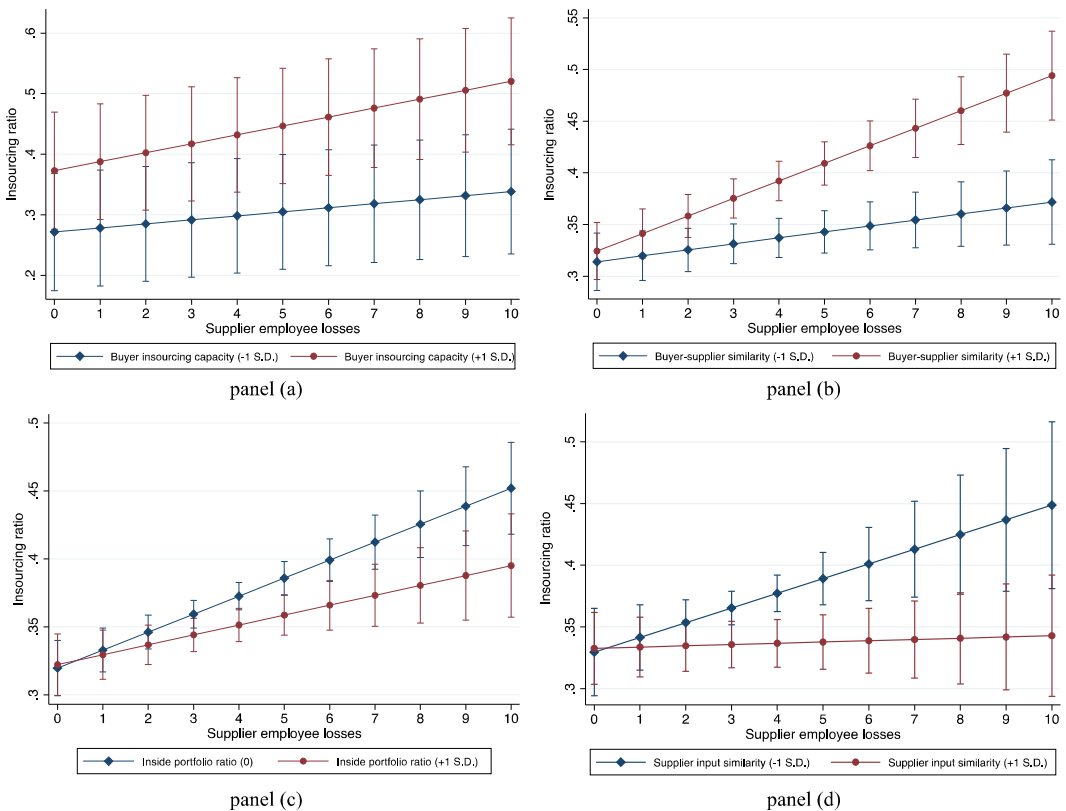 Insourcing ratio
.6
.5
.4
.3
.2
0 1 2 3 4 5 6 7 8 9 10
Supplier employee losses
Buyer insourcing capacity (-1 S.D.) Buyer insourcing capacity (+1 S.D.)
panel (a)
Insourcing ratio
.55
.5
.45
.4
.35
.3
0 1 2 3 4 5 6 7 8 9 10
Supplier employee losses
Buyer-supplier similarity (-1 S.D.) Buyer-supplier similarity (+1 S.D.)
panel (b)
Insourcing ratio
.5
.45
.4
.35
.3
0 1 2 3 4 5 6 7 8 9 10
Supplier employee losses
Inside portfolio ratio (0) Inside portfolio ratio (+1 S.D.)
panel (c)
Insourcing ratio
.5
.45
.4
.35
.3
0 1 2 3 4 5 6 7 8 9 10
Supplier employee losses
Supplier input similarity (-1 S.D.) Supplier input similarity (+1 S.D.)
panel (d)